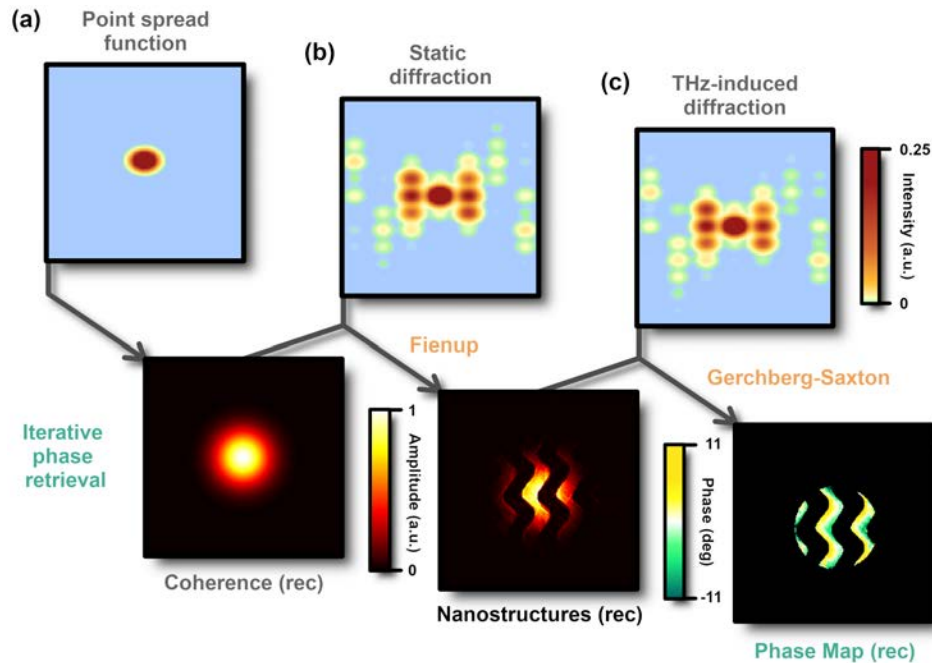 (a)
Point spread
function
(b)
Static
diffraction
(c)
THz-induced
diffraction
0.25
Intensity (a.u.)
0
Iterative
phase
retrieval
Coherence (rec)
Fienup
1
Amplitude (a.u.)
0
Nanostructures (rec)
Gerchberg-Saxton
11
Phase (deg)
-11
Phase Map (rec)